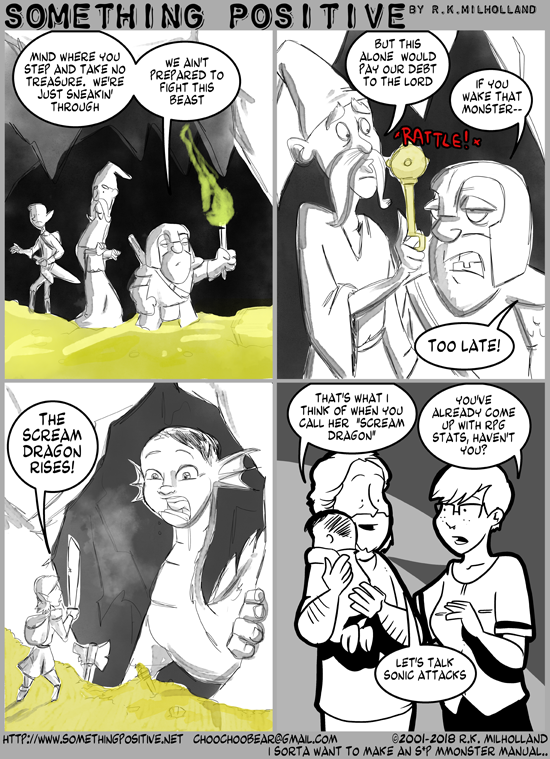 SOMETHING POSITIVE BY R.K.MILHOLLAND
MIND WHERE YOU
STEP AND TAKE NO
TREASURE. WE'RE
JUST SNEAKIN'
THROUGH
WE AIN'T
PREPARED TO
FIGHT THIS
BEAST
BUT THIS
ALONE WOULD
PAY OUR DEBT
TO THE LORD
*RATTLE!*
IF YOU
WAKE THAT
MONSTER--
TOO LATE!
THE
SCREAM
DRAGON
RISES!
THAT'S WHAT I
THINK OF WHEN YOU
CALL HER "SCREAM
DRAGON"
YOU'VE
ALREADY COME
UP WITH RPG
STATS, HAVEN'T
YOU?
LET'S TALK
SONIC ATTACKS
HTTP://WWW.SOMETHINGPOSITIVE.NET CHOOCHOOBEAR@GMAIL.COM ©2001-2018 R.K. MILHOLLAND
I SORTA WANT TO MAKE AN S*P MMONSTER MANUAL..